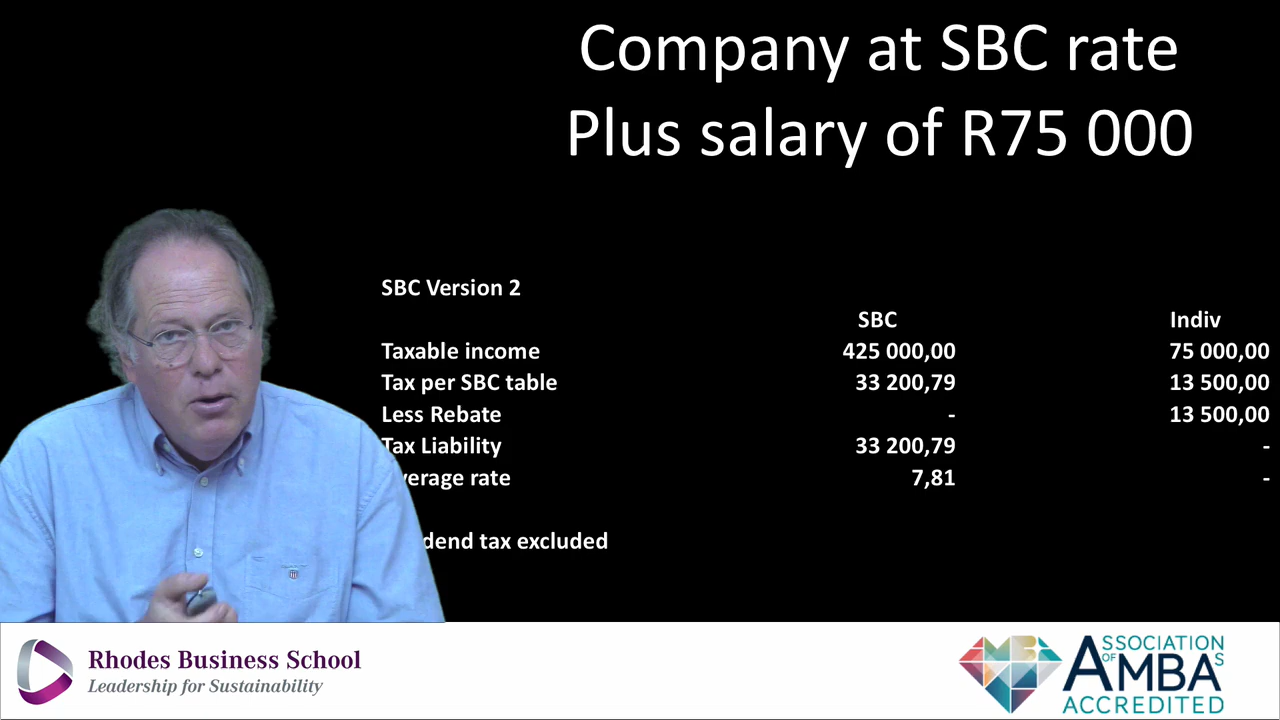 Company at SBC rate
Plus salary of R75 000
SBC Version 2
SBC Indiv
Taxable income 425 000,00 75 000,00
Tax per SBC table 33 200,79 13 500,00
Less Rebate - 13 500,00
Tax Liability 33 200,79 -
verage rate 7,81 -
dend tax excluded
Rhodes Business School
Leadership for Sustainability
ASSOCIATION
OF
AMBA'S
ACCREDITED